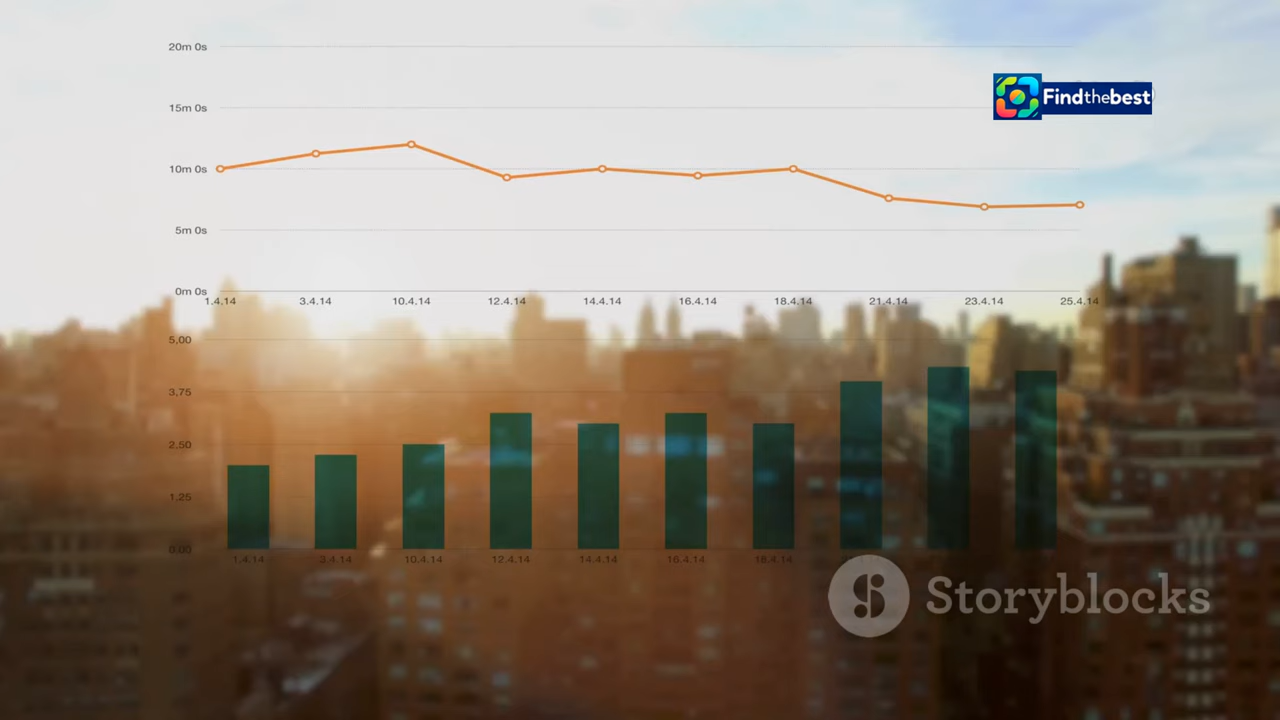 20m 0s
15m 0s
Findthebest
10m 0s
5m 0s
0m 0s
1.4.14 3.4.14 10.4.14 12.4.14 14.4.14 16.4.14 18.4.14 21.4.14 23.4.14 25.4.14
5,00
3,75
2,50
1,25
0,00
1.4.14 3.4.14 10.4.14 12.4.14 14.4.14 16.4.14 18.4.14
Storyblocks